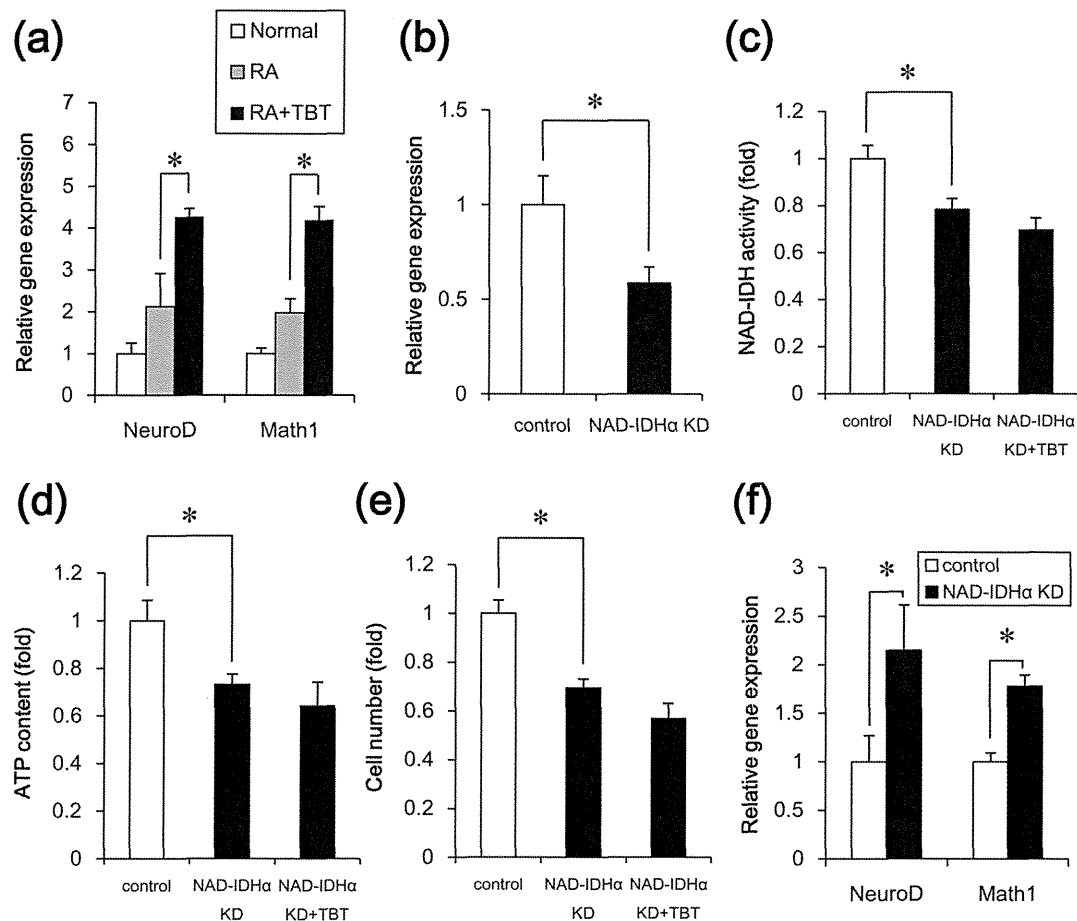 (a)
Normal
RA
RA+TBT
Relative gene expression
7
6
5
4
3
2
1
0
*
*
NeuroD
Math1
(b)
Relative gene expression
1.5
1
0.5
0
*
control
NAD-IDHα KD
(c)
NAD-IDH activity (fold)
1.2
1
0.8
0.6
0.4
0.2
0
*
control
NAD-IDHα
KD
NAD-IDHα
KD+TBT
(d)
ATP content (fold)
1.2
1
0.8
0.6
0.4
0.2
0
*
control
NAD-IDHα
KD
NAD-IDHα
KD+TBT
(e)
Cell number (fold)
1.2
1
0.8
0.6
0.4
0.2
0
*
control
NAD-IDHα
KD
NAD-IDHα
KD+TBT
(f)
control
NAD-IDHα KD
Relative gene expression
3
2.5
2
1.5
1
0.5
0
*
*
NeuroD
Math1